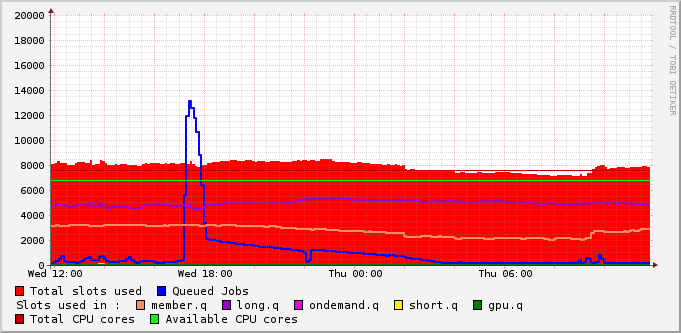 RRDTOOL / TOBI OETIKER
20000
18000
16000
14000
12000
10000
8000
6000
4000
2000
0
Wed 12:00 Wed 18:00 Thu 00:00 Thu 06:00
Total slots used Queued Jobs
Slots used in : member.q long.q ondemand.q short.q gpu.q
Total CPU cores Available CPU cores